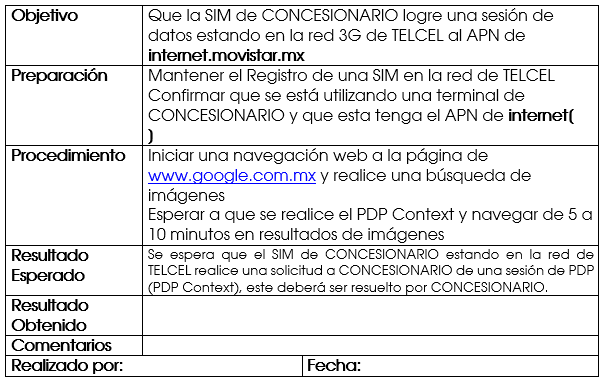 Objetivo
Que la SIM de CONCESIONARIO logre una sesión de
datos estando en la red 3G de TELCEL al APN de
internet.movistar.mx
Preparación
Mantener el Registro de una SIM en la red de TELCEL
Confirmar que se está utilizando una terminal de
CONCESIONARIO y que esta tenga el APN de internet(
)
Procedimiento
Iniciar una navegación web a la página de
www.google.com.mx y realice una búsqueda de
imágenes
Esperar a que se realice el PDP Context y navegar de 5 a
10 minutos en resultados de imágenes
Resultado
Esperado
Se espera que el SIM de CONCESIONARIO estando en la red de
TELCEL realice una solicitud a CONCESIONARIO de una sesión de PDP
(PDP Context), este deberá ser resuelto por CONCESIONARIO.
Resultado
Obtenido
Comentarios
Realizado por:
Fecha: